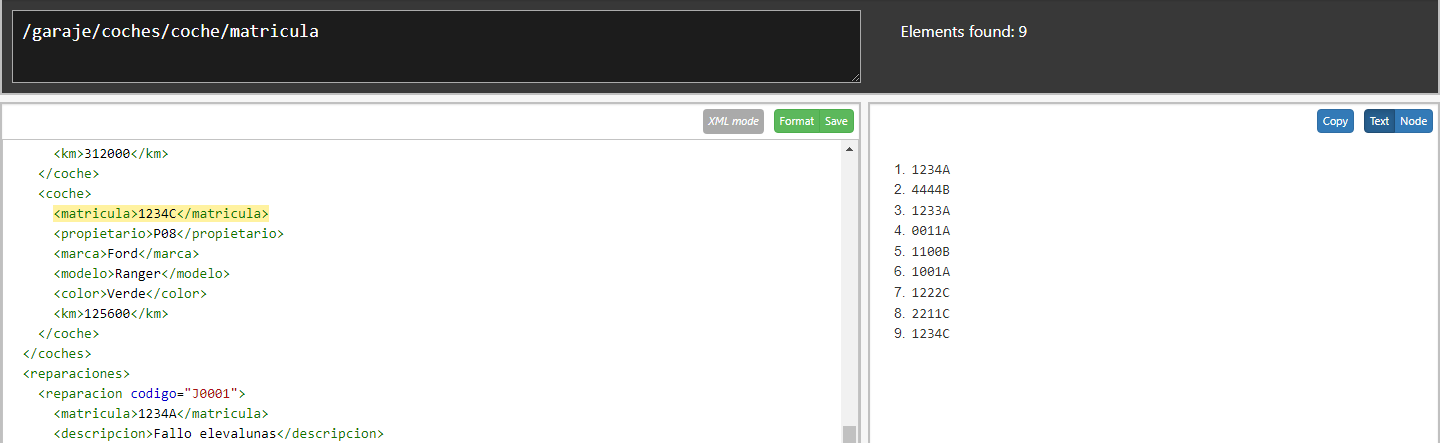 /garaje/coches/coche/matricula
Elements found: 9
XML mode
Format
Save
<km>312000</km>
</coche>
<coche>
<matricula>1234C</matricula>
<propietario>P08</propietario>
<marca>Ford</marca>
<modelo>Ranger</modelo>
<color>Verde</color>
<km>125600</km>
</coche>
</coches>
<reparaciones>
<reparacion codigo="J0001">
<matricula>1234A</matricula>
<descripcion>Fallo elevalunas</descripcion>
Copy
Text
Node
1. 1234A
2. 4444B
3. 1233A
4. 0011A
5. 1100B
6. 1001A
7. 1222C
8. 2211C
9. 1234C